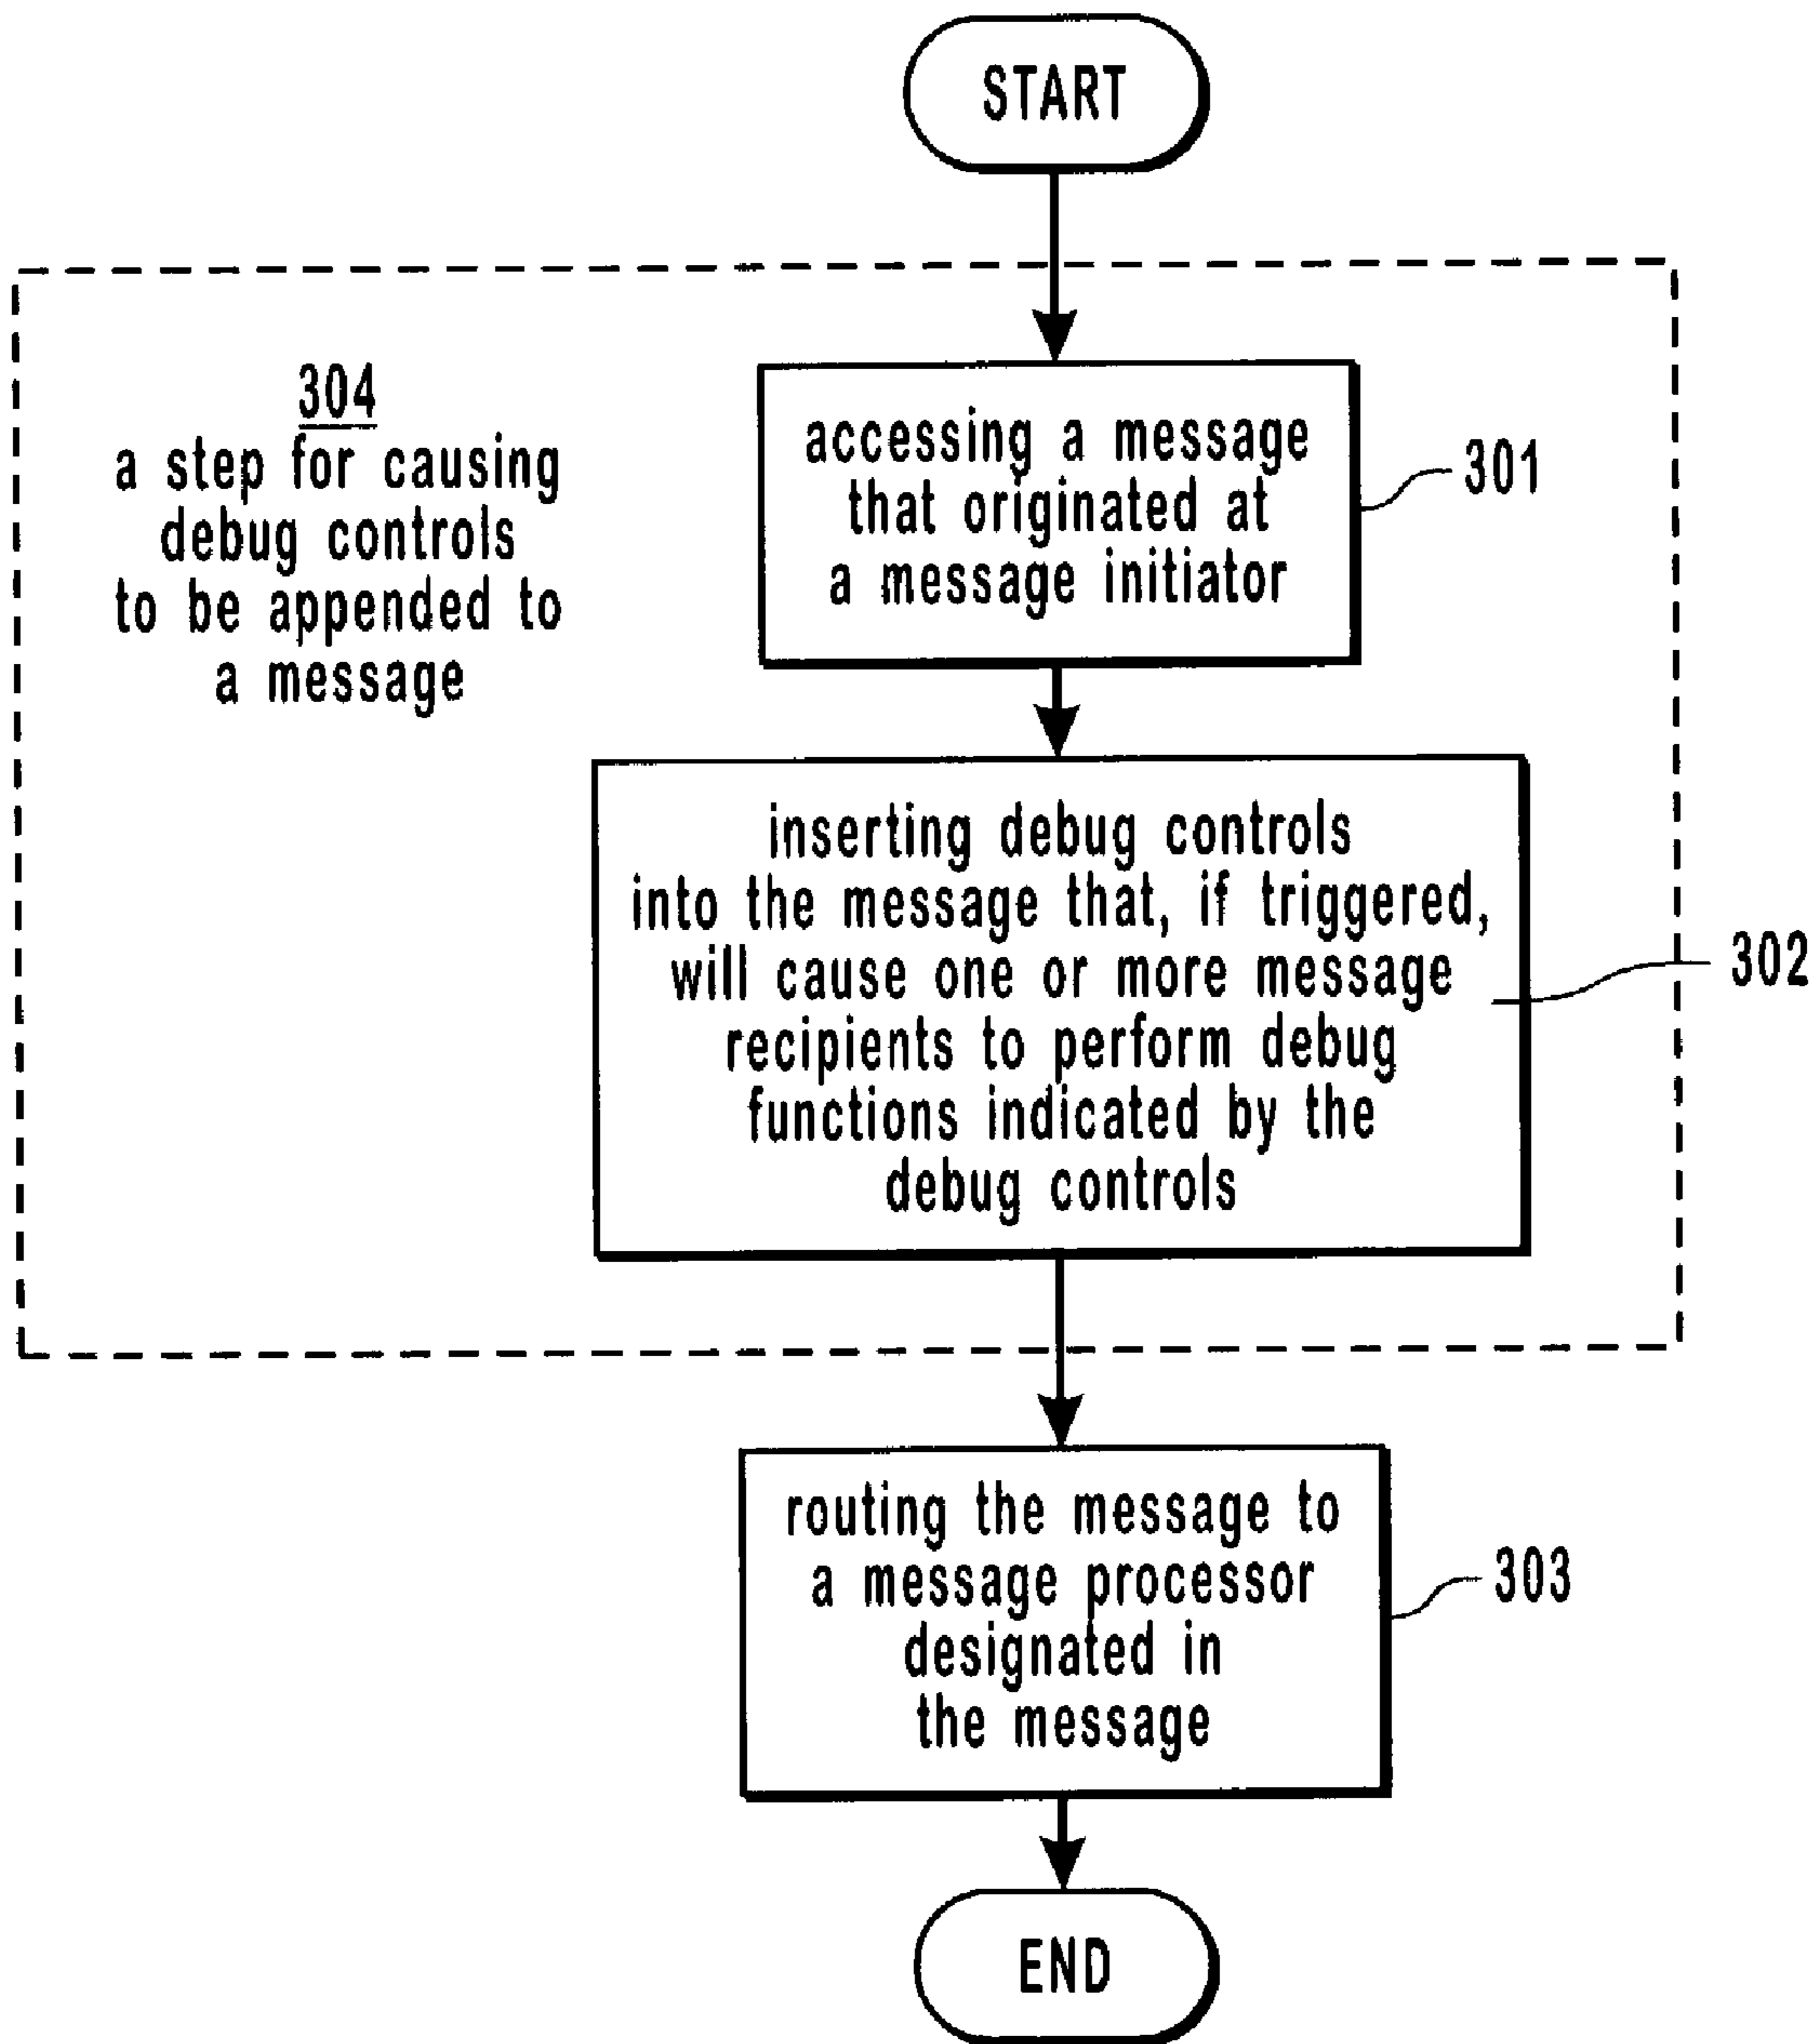 START
304
a step for causing
debug controls
to be appended to
a message
accessing a message
that originated at
a message initiator
301
inserting debug controls
into the message that, if triggered,
will cause one or more message
recipients to perform debug
functions indicated by the
debug controls
302
routing the message to
a message processor
designated in
the message
303
END